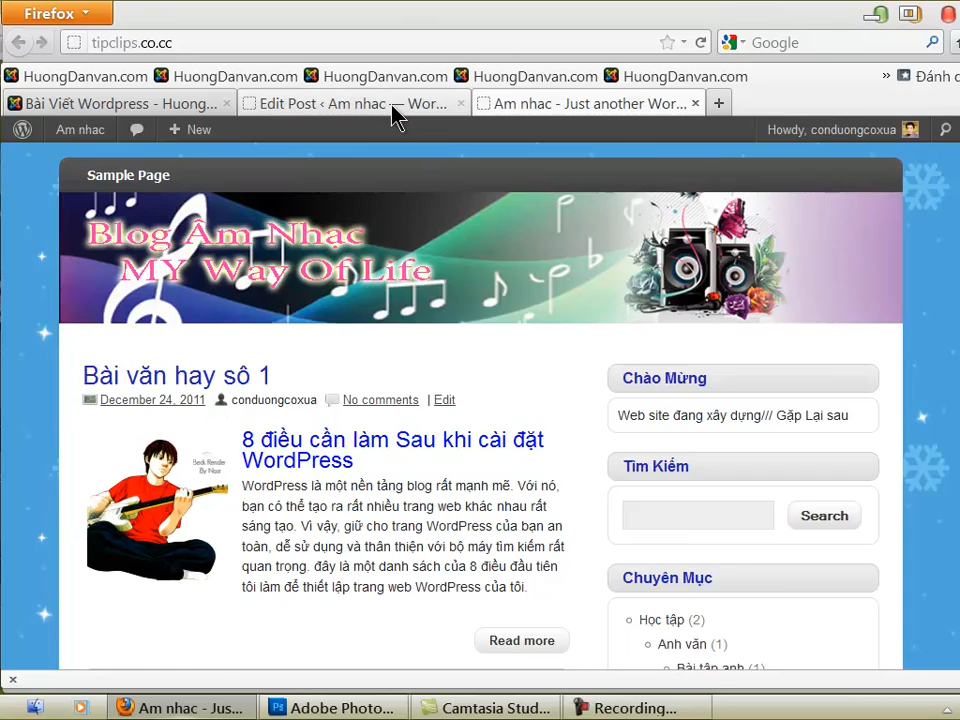 Firefox
tipclips.co.cc
Google
HuongDanvan.com HuongDanvan.com HuongDanvan.com HuongDanvan.com HuongDanvan.com » Đánh
Bài Viết Wordpress - Huong... × Edit Post ‹ Am nhac — Wor... × Am nhac - Just another Wor... × +
Am nhac + New Howdy, conduongcoxua
Sample Page
Blog Âm Nhạc
MY Way Of Life
Bài văn hay sô 1
December 24, 2011 conduongcoxua No comments | Edit
Beck Render
By Noar
8 điều cần làm Sau khi cài đặt
WordPress
WordPress là một nền tảng blog rất mạnh mẽ. Với nó,
bạn có thể tạo ra rất nhiều trang web khác nhau rất
sáng tạo. Vì vậy, giữ cho trang WordPress của bạn an
toàn, dễ sử dụng và thân thiện với bộ máy tìm kiếm rất
quan trọng. đây là một danh sách của 8 điều đầu tiên
tôi làm để thiết lập trang web WordPress của tôi.
Read more
Chào Mừng
Web site đang xây dựng/// Gặp Lại sau
Tìm Kiếm
Search
Chuyên Mục
Học tập (2)
Anh văn (1)
Bài tập anh (1)
Am nhac - Jus... Adobe Photo... Camtasia Stud... Recording...